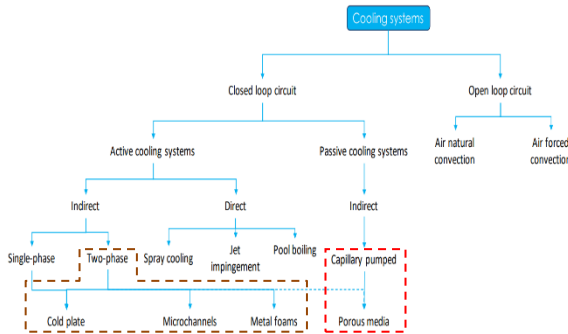 Cooling systems
Closed loop circuit
Open loop circuit
Air natural
convection
Air forced
convection
Active cooling systems
Passive cooling systems
Indirect
Direct
Indirect
Single-phase
Two-phase
Spray cooling
Jet
impingement
Pool boiling
Capillary pumped
Cold plate
Microchannels
Metal foams
Porous media